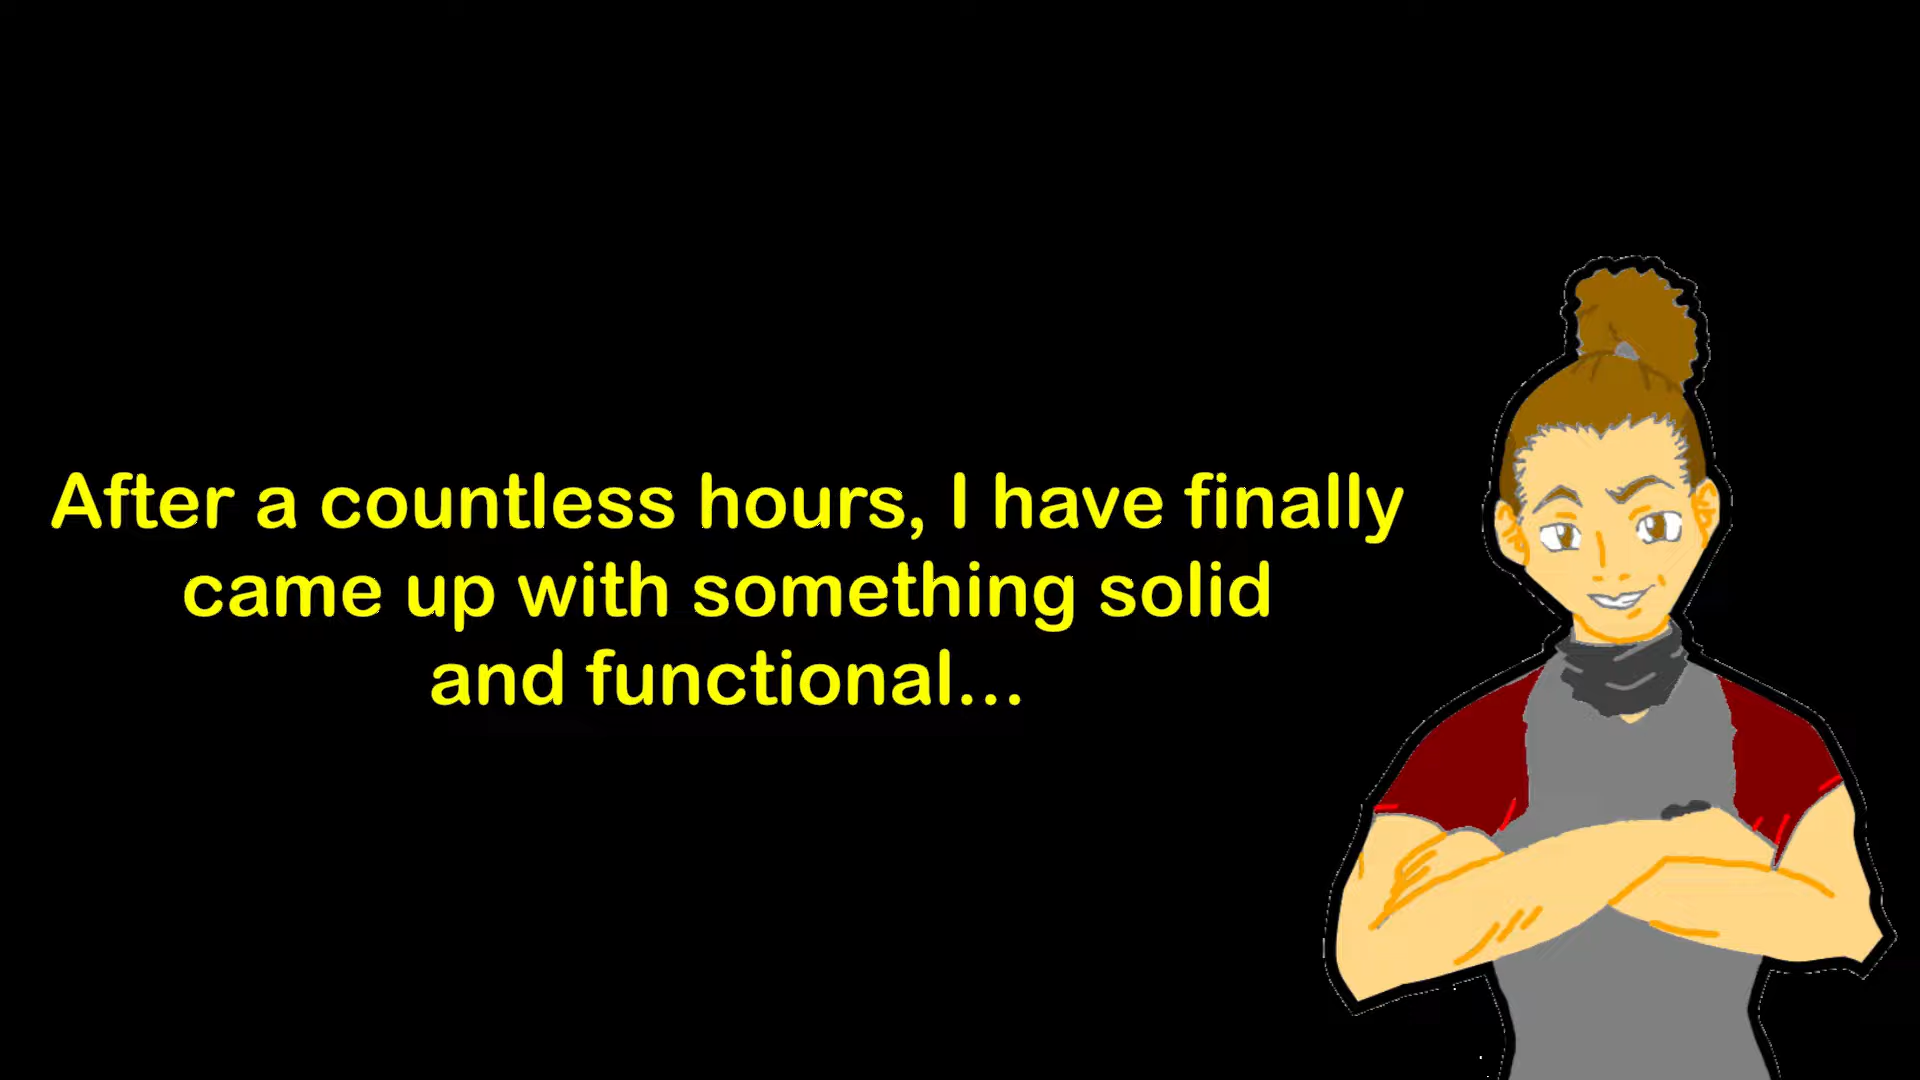 After a countless hours, I have finally
came up with something solid
and functional...